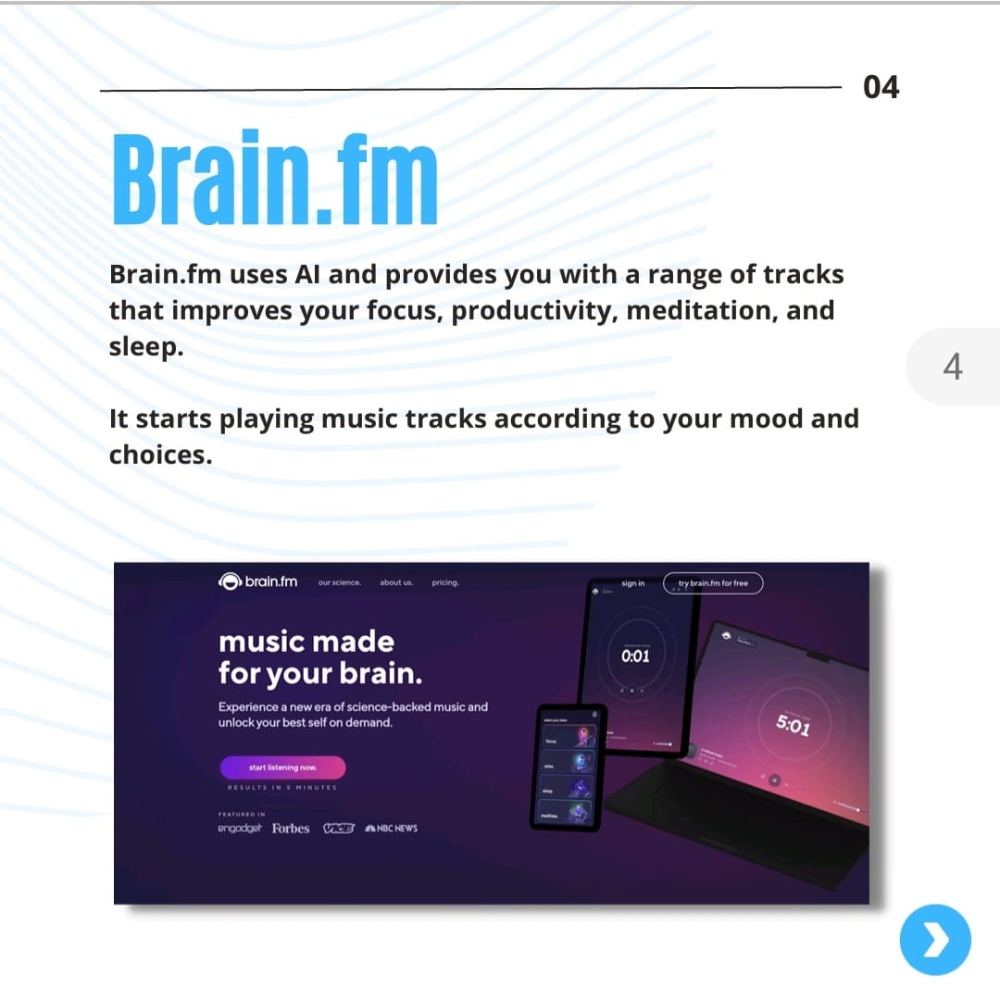 04
Brain.fm
Brain.fm uses AI and provides you with a range of tracks
that improves your focus, productivity, meditation, and
sleep.
It starts playing music tracks according to your mood and
choices.
4
brain.fm our science. about us. pricing. sign in try brain.fm for free
music made
for your brain.
Experience a new era of science-backed music and
unlock your best self on demand.
start listening now.
RESULTS IN 5 MINUTES
FEATURED IN
engadget Forbes VICE NBC NEWS
0:01
5:01
select your state.
focus.
relax.
sleep.
meditate.